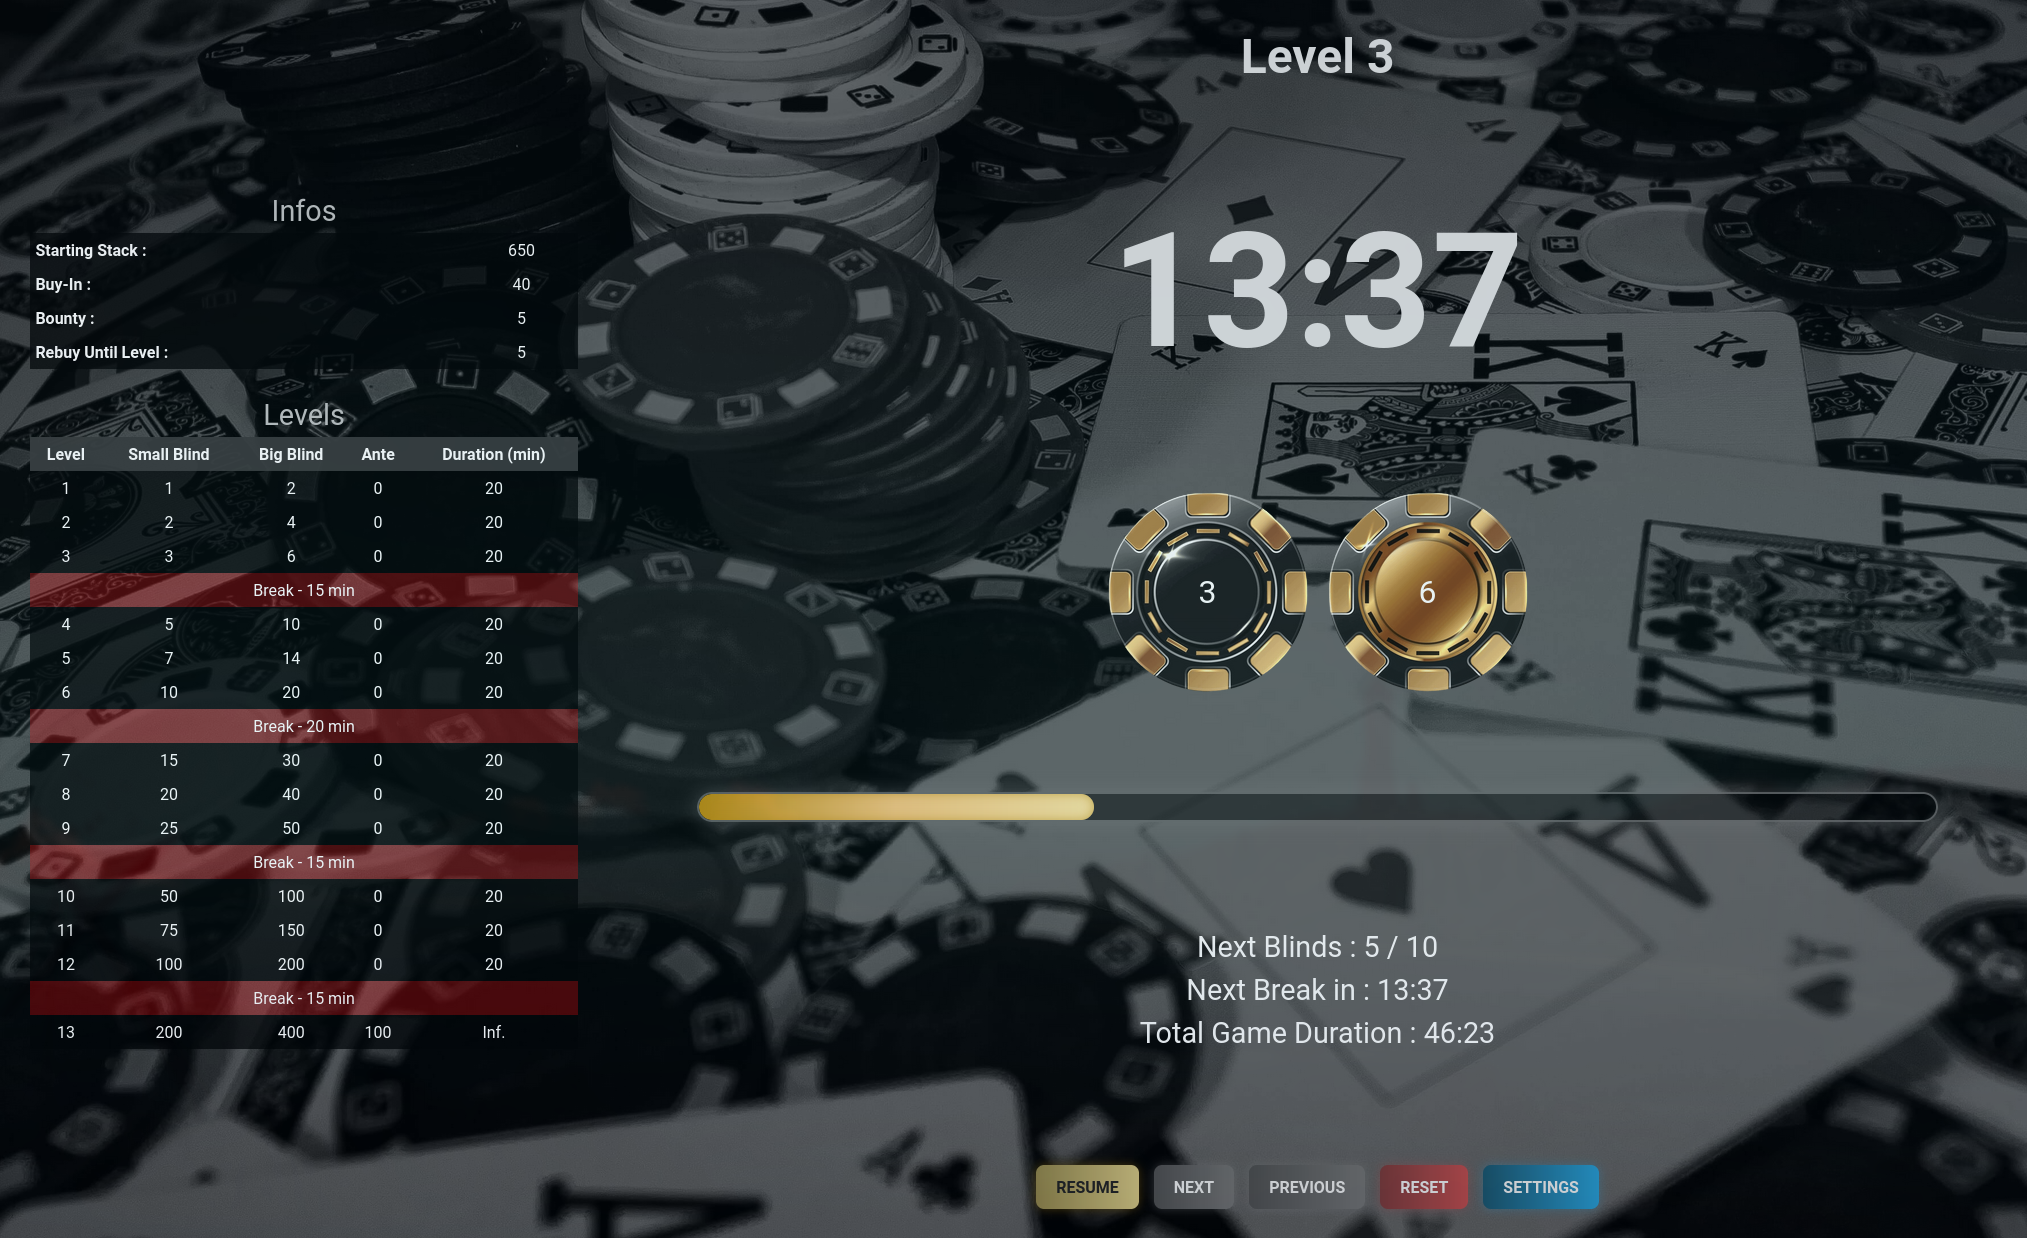 Level 3
13:37
3 6
Next Blinds : 5 / 10
Next Break in : 13:37
Total Game Duration : 46:23
RESUME NEXT PREVIOUS RESET SETTINGS
Infos
Starting Stack : 650
Buy-In : 40
Bounty : 5
Rebuy Until Level : 5
Levels
Level Small Blind Big Blind Ante Duration (min)
1 1 2 0 20
2 2 4 0 20
3 3 6 0 20
Break - 15 min
4 5 10 0 20
5 7 14 0 20
6 10 20 0 20
Break - 20 min
7 15 30 0 20
8 20 40 0 20
9 25 50 0 20
Break - 15 min
10 50 100 0 20
11 75 150 0 20
12 100 200 0 20
Break - 15 min
13 200 400 100 Inf.
A
A
K
K
K
K
K
A
A
A